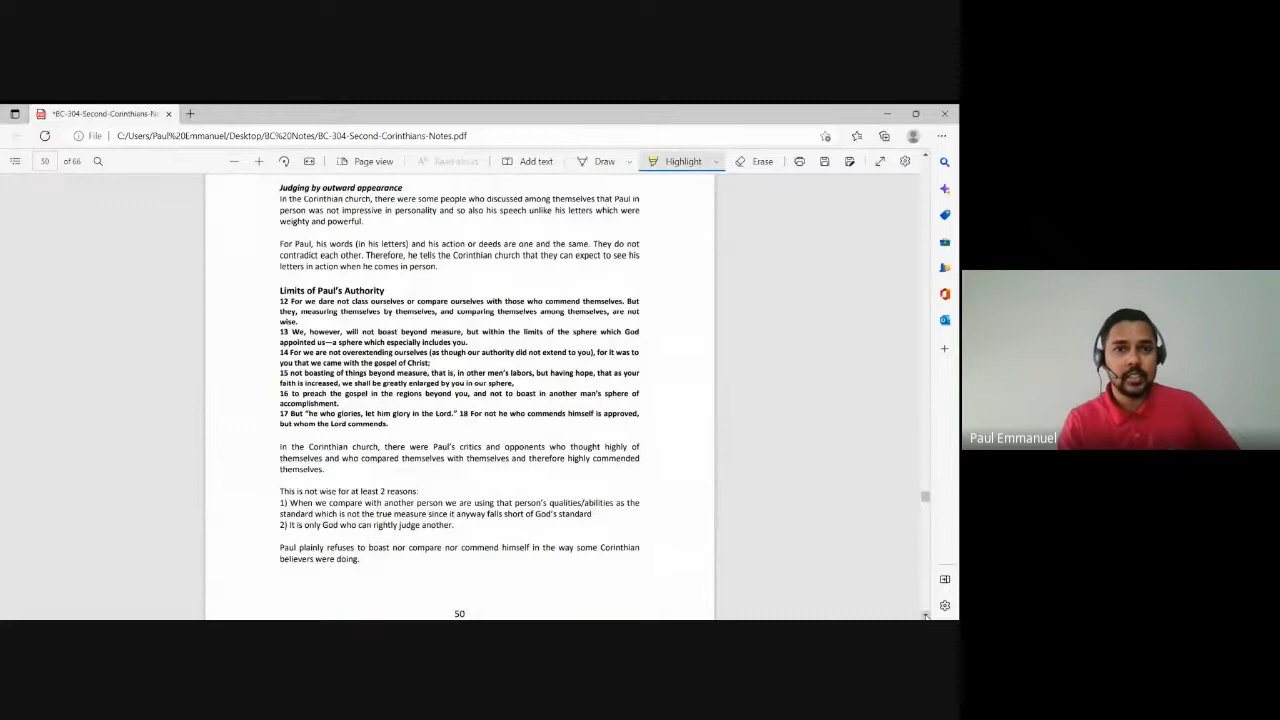 *BC-304-Second-Corinthians-No
File
C:/Users/Paul%20Emmanuel/Desktop/BC%20Notes/BC-304-Second-Corinthians-Notes.pdf
50 of 66
Page view
Read aloud
Add text
Draw
Highlight
Erase
Judging by outward appearance
In the Corinthian church, there were some people who discussed among themselves that Paul in
person was not impressive in personality and so also his speech unlike his letters which were
weighty and powerful.
For Paul, his words (in his letters) and his action or deeds are one and the same. They do not
contradict each other. Therefore, he tells the Corinthian church that they can expect to see his
letters in action when he comes in person.
Limits of Paul's Authority
12 For we dare not class ourselves or compare ourselves with those who commend themselves. But
they, measuring themselves by themselves, and comparing themselves among themselves, are not
wise.
13 We, however, will not boast beyond measure, but within the limits of the sphere which God
appointed us—a sphere which especially includes you.
14 For we are not overextending ourselves (as though our authority did not extend to you), for it was to
you that we came with the gospel of Christ;
15 not boasting of things beyond measure, that is, in other men's labors, but having hope, that as your
faith is increased, we shall be greatly enlarged by you in our sphere,
16 to preach the gospel in the regions beyond you, and not to boast in another man's sphere of
accomplishment.
17 But "he who glories, let him glory in the Lord." 18 For not he who commends himself is approved,
but whom the Lord commends.
In the Corinthian church, there were Paul's critics and opponents who thought highly of
themselves and who compared themselves with themselves and therefore highly commended
themselves.
This is not wise for at least 2 reasons:
1) When we compare with another person we are using that person's qualities/abilities as the
standard which is not the true measure since it anyway falls short of God's standard
2) It is only God who can rightly judge another.
Paul plainly refuses to boast nor compare nor commend himself in the way some Corinthian
believers were doing.
50
Paul Emmanuel